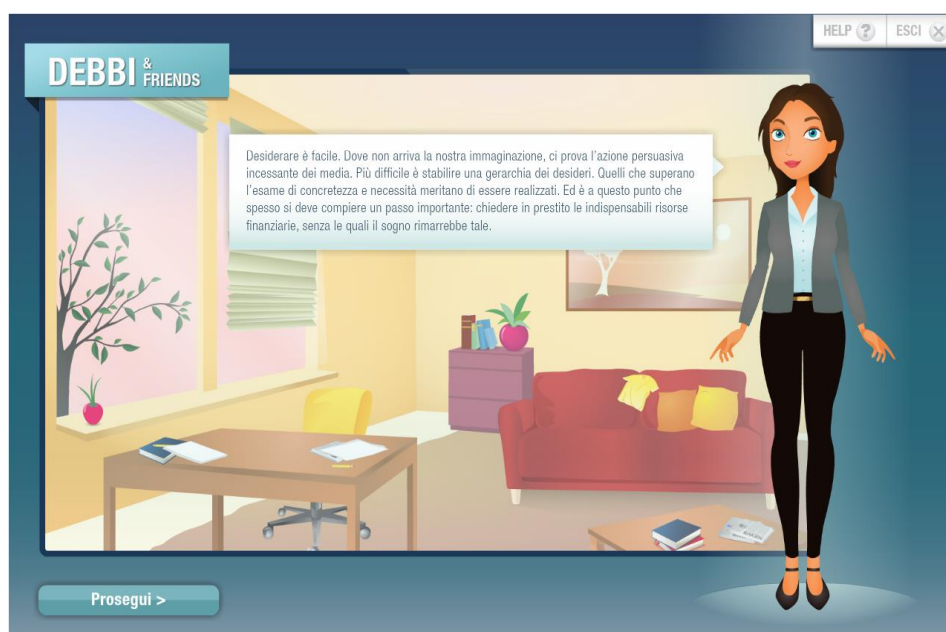 HELP ?
ESCI
DEBBI & FRIENDS
Desiderare è facile. Dove non arriva la nostra immaginazione, ci prova l'azione persuasiva
incessante dei media. Più difficile è stabilire una gerarchia dei desideri. Quelli che superano
l'esame di concretezza e necessità meritano di essere realizzati. Ed è a questo punto che
spesso si deve compiere un passo importante: chiedere in prestito le indispensabili risorse
finanziarie, senza le quali il sogno rimarrebbe tale.
Prosegui >